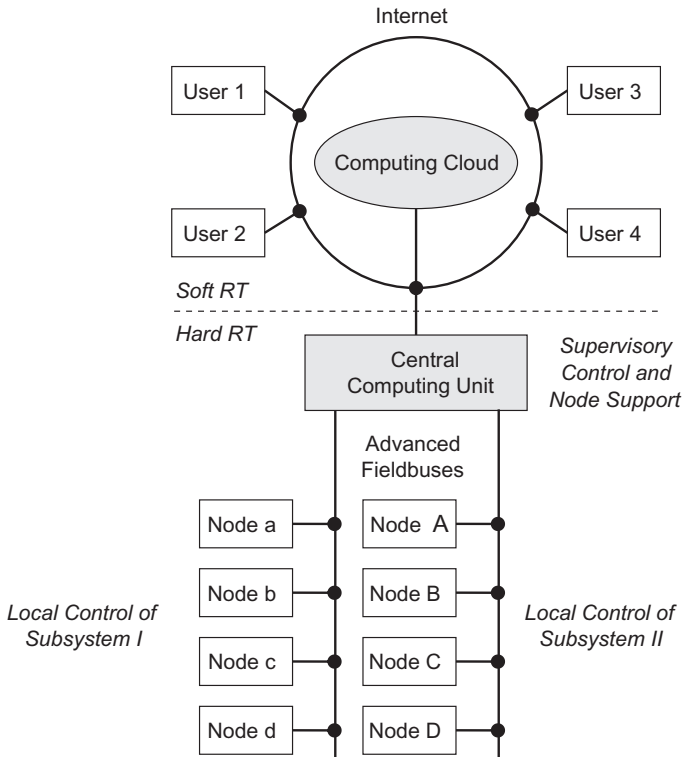 Internet
User 1
User 3
Computing Cloud
User 2
User 4
Soft RT
Hard RT
Central
Computing Unit
Supervisory
Control and
Node Support
Advanced
Fieldbuses
Node a
Node A
Node b
Node B
Local Control of
Subsystem I
Local Control of
Subsystem II
Node c
Node C
Node d
Node D